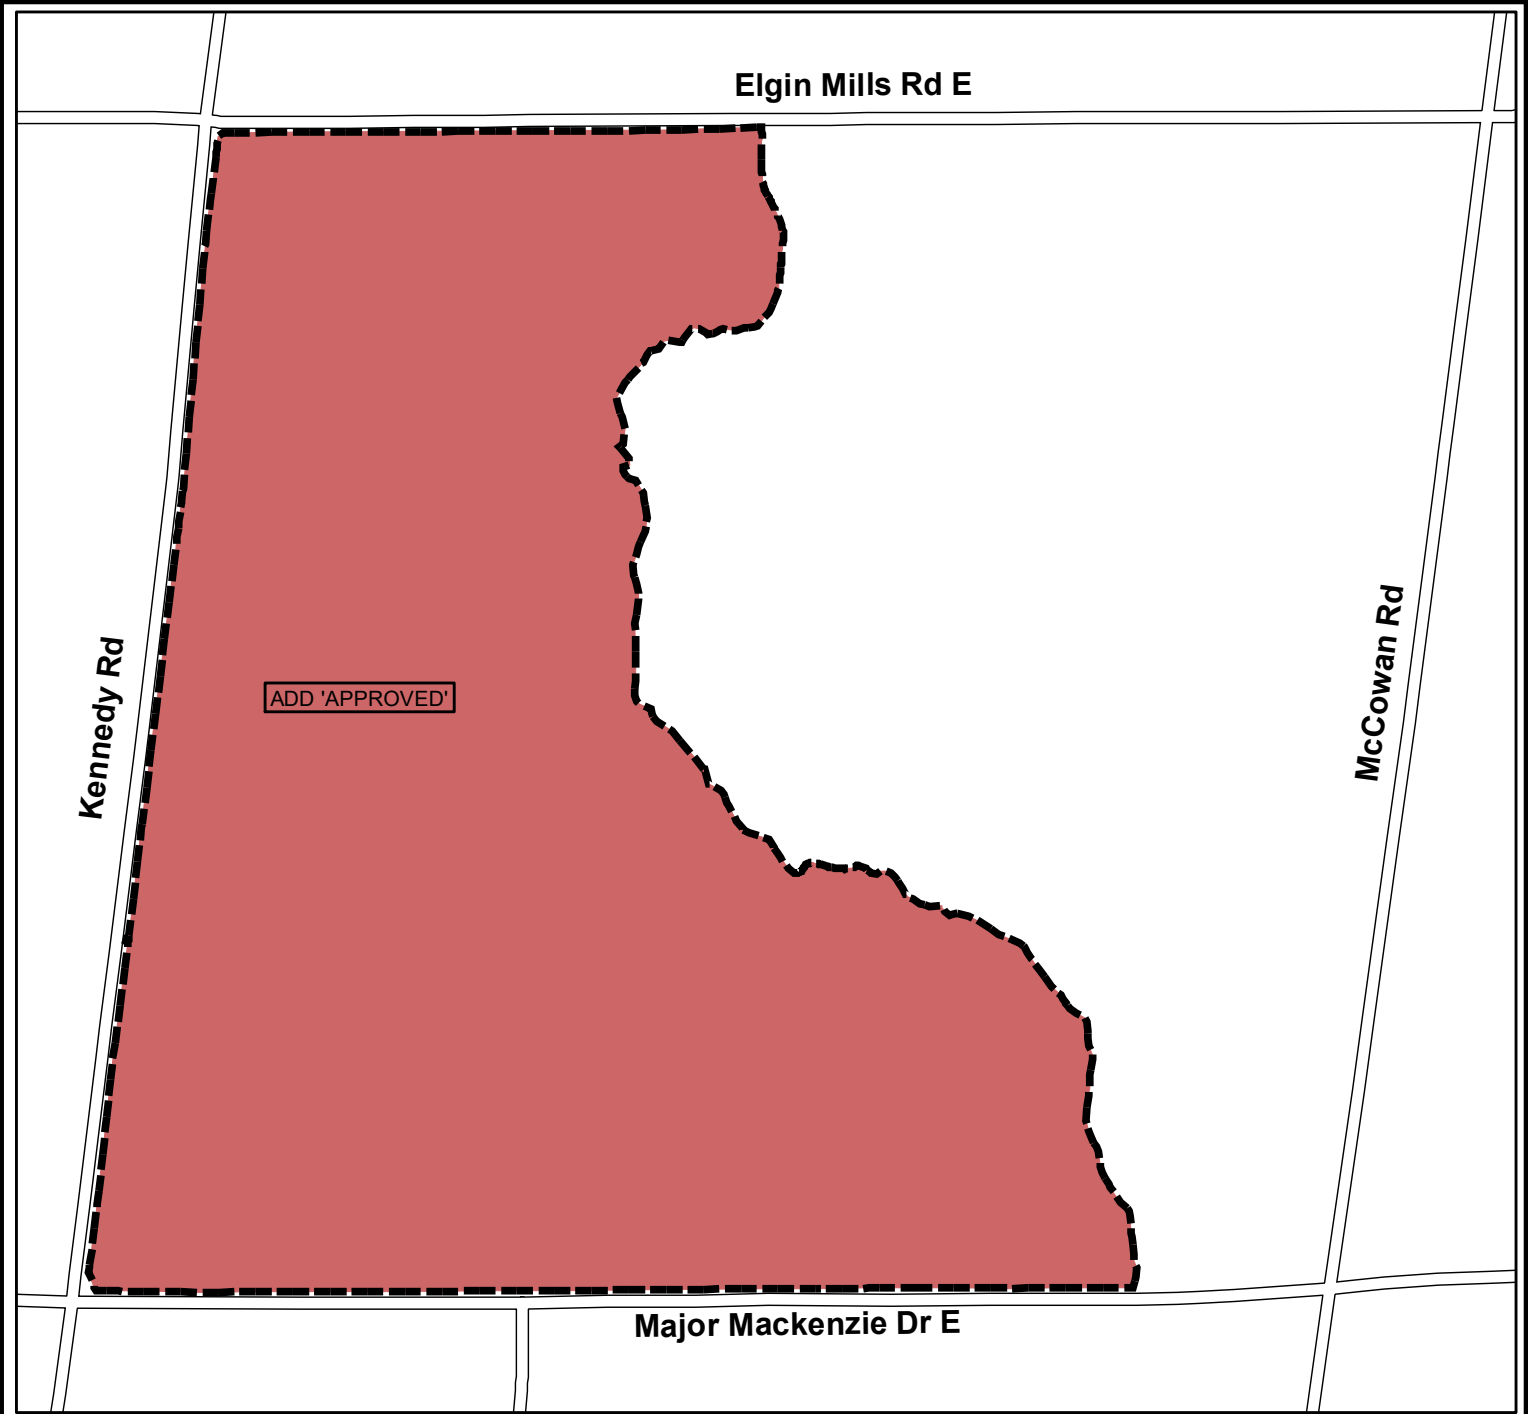 Elgin Mills Rd E
Kennedy Rd
ADD 'APPROVED'
McCowan Rd
Major Mackenzie Dr E